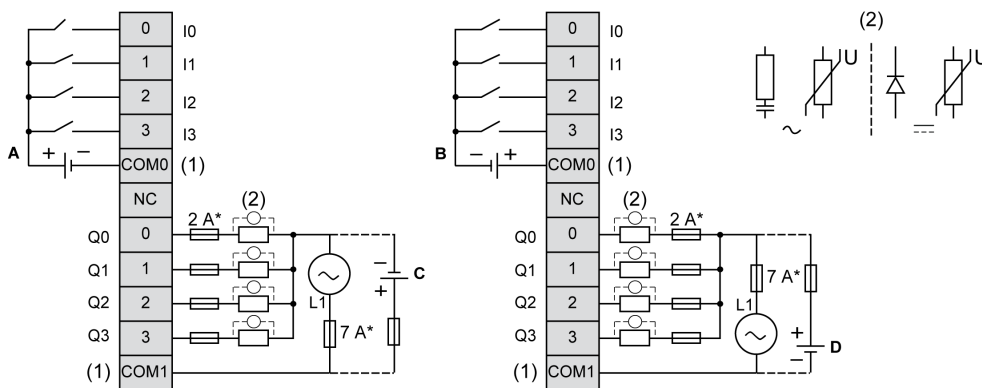 0 I0
1 I1
2 I2
3 I3
A + − COM0 (1)
NC
(2)
Q0 0 2 A*
Q1 1
− C
Q2 2 +
L1
Q3 3 7 A*
(1) COM1
0 I0
1 I1
2 I2
3 I3
B − + COM0 (1)
NC
(2)
Q0 0 2 A*
Q1 1 7 A*
Q2 2 L1
Q3 3 + D
−
(1) COM1
(2)
U U